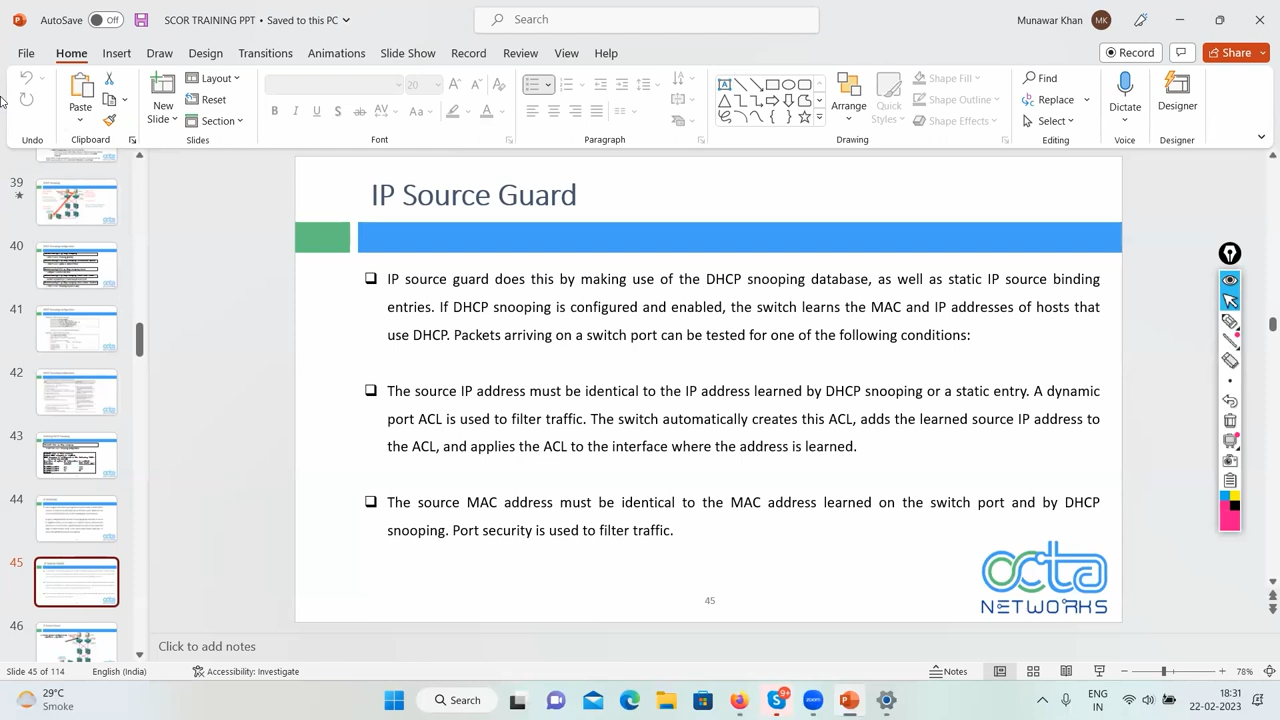 AutoSave Off SCOR TRAINING PPT • Saved to this PC Search Munawar Khan MK
File Home Insert Draw Design Transitions Animations Slide Show Record Review View Help Record Share
Paste New Slide Layout Reset Section 20 Arrange Quick Styles Shape Fill Shape Outline Shape Effects Find Replace Select Dictate Designer
Undo Clipboard Slides Font Paragraph Drawing Editing Voice Designer
39
40
41
42
43
44
45
46
IP Source Guard
IP source guard does this by making use of the DHCP snooping database, as well as static IP source binding
entries. If DHCP snooping is configured and enabled, the switch learns the MAC and IP addresses of hosts that
use DHCP. Packets arriving on a switch port can be tested for one of the following conditions:
The source IP address must be identical to the IP address learned by DHCP snooping or a static entry. A dynamic
port ACL is used to filter traffic. The switch automatically creates this ACL, adds the learned source IP address to
the ACL, and applies the ACL to the interface where the address is learned.
The source MAC address must be identical to the MAC address learned on the switch port and by DHCP
snooping. Port security is used to filter traffic.
45
octa
NETWORKS
Click to add notes
Slide 45 of 114 English (India) Accessibility: Investigate Notes 78%
29°C
Smoke
Search
9+
zoom
ENG
IN
18:31
22-02-2023